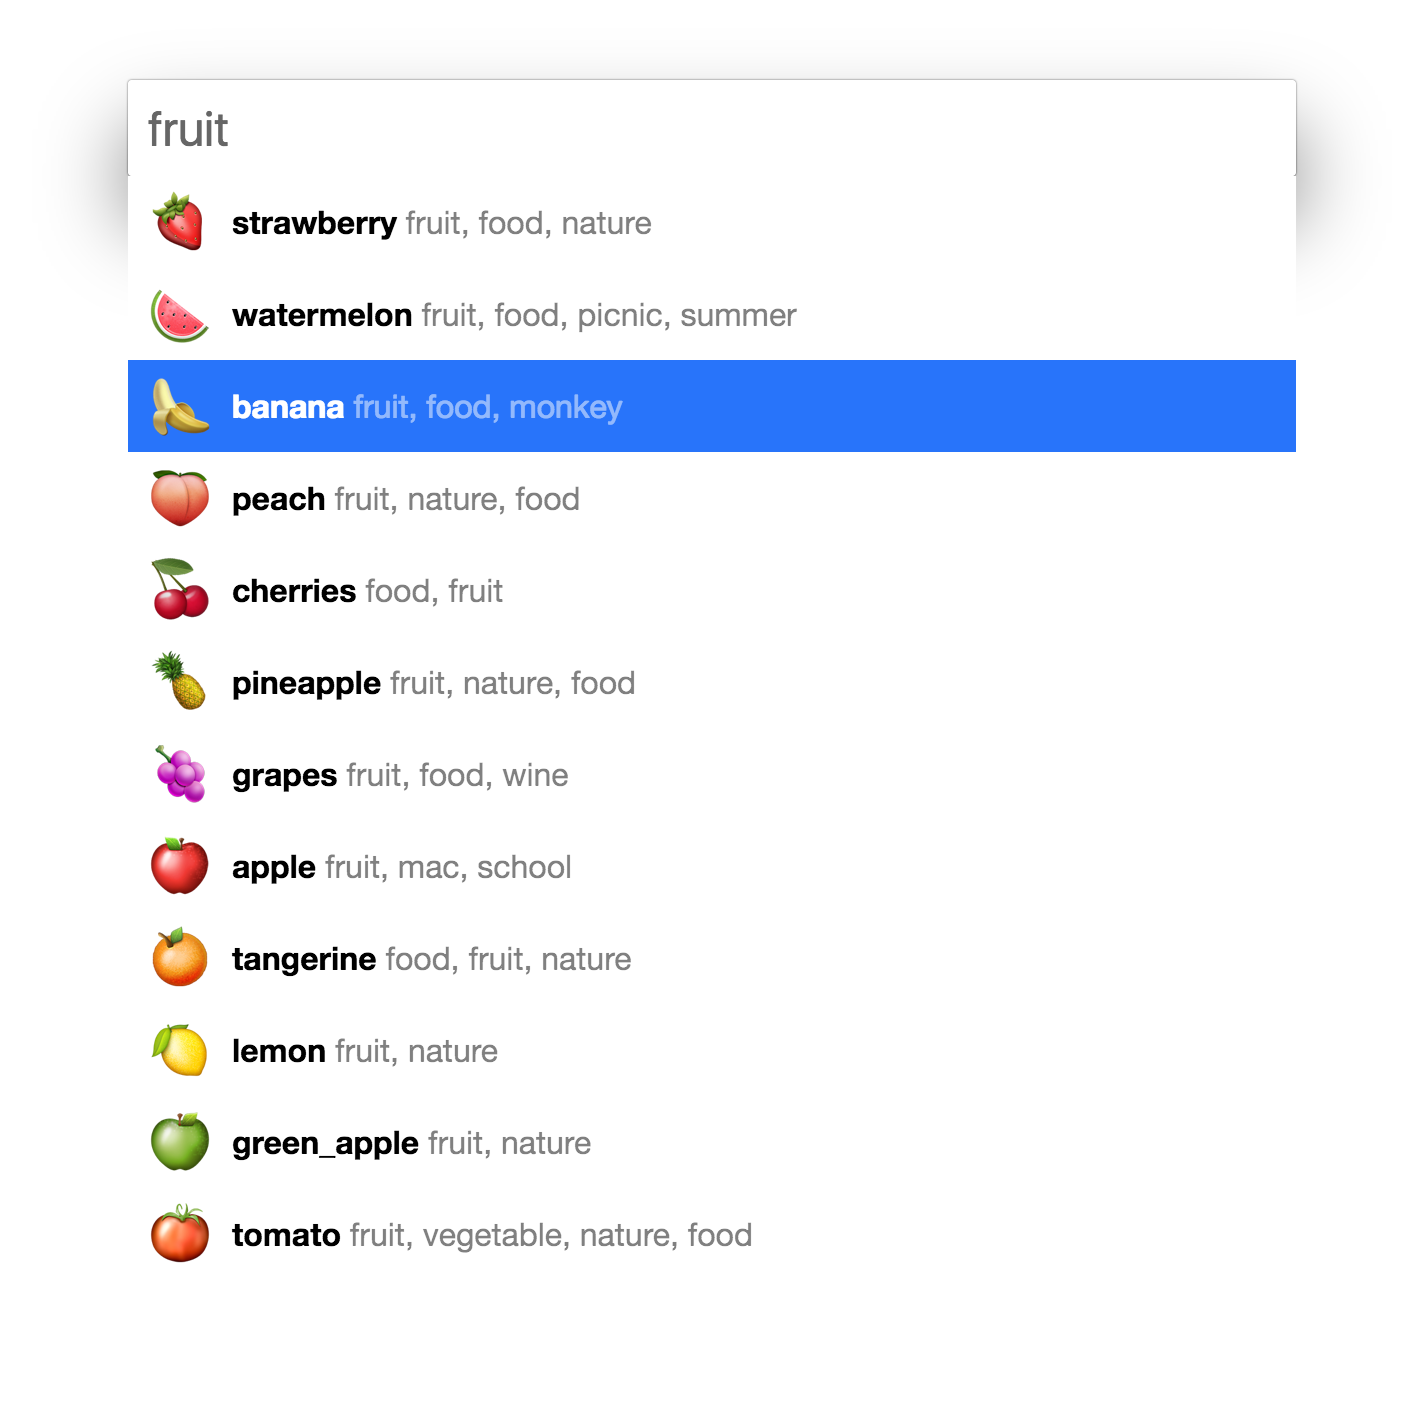 fruit
strawberry fruit, food, nature
watermelon fruit, food, picnic, summer
banana fruit, food, monkey
peach fruit, nature, food
cherries food, fruit
pineapple fruit, nature, food
grapes fruit, food, wine
apple fruit, mac, school
tangerine food, fruit, nature
lemon fruit, nature
green_apple fruit, nature
tomato fruit, vegetable, nature, food